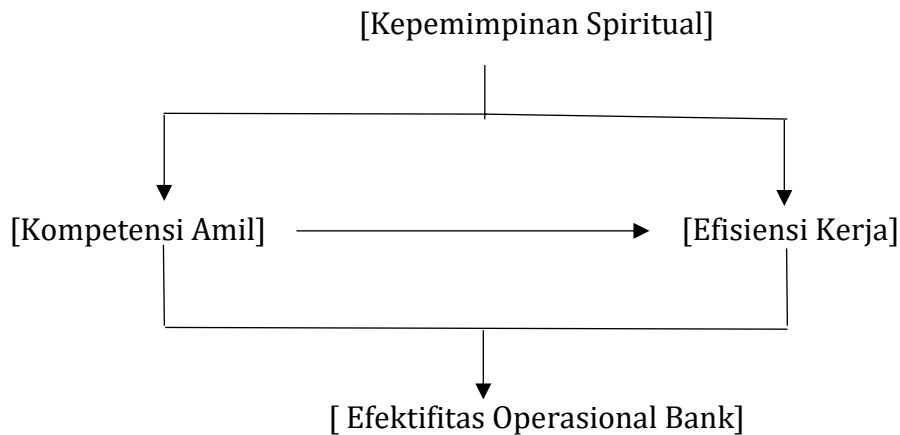 [Kepemimpinan Spiritual]
[Kompetensi Amil]
[Efisiensi Kerja]
[ Efektifitas Operasional Bank]